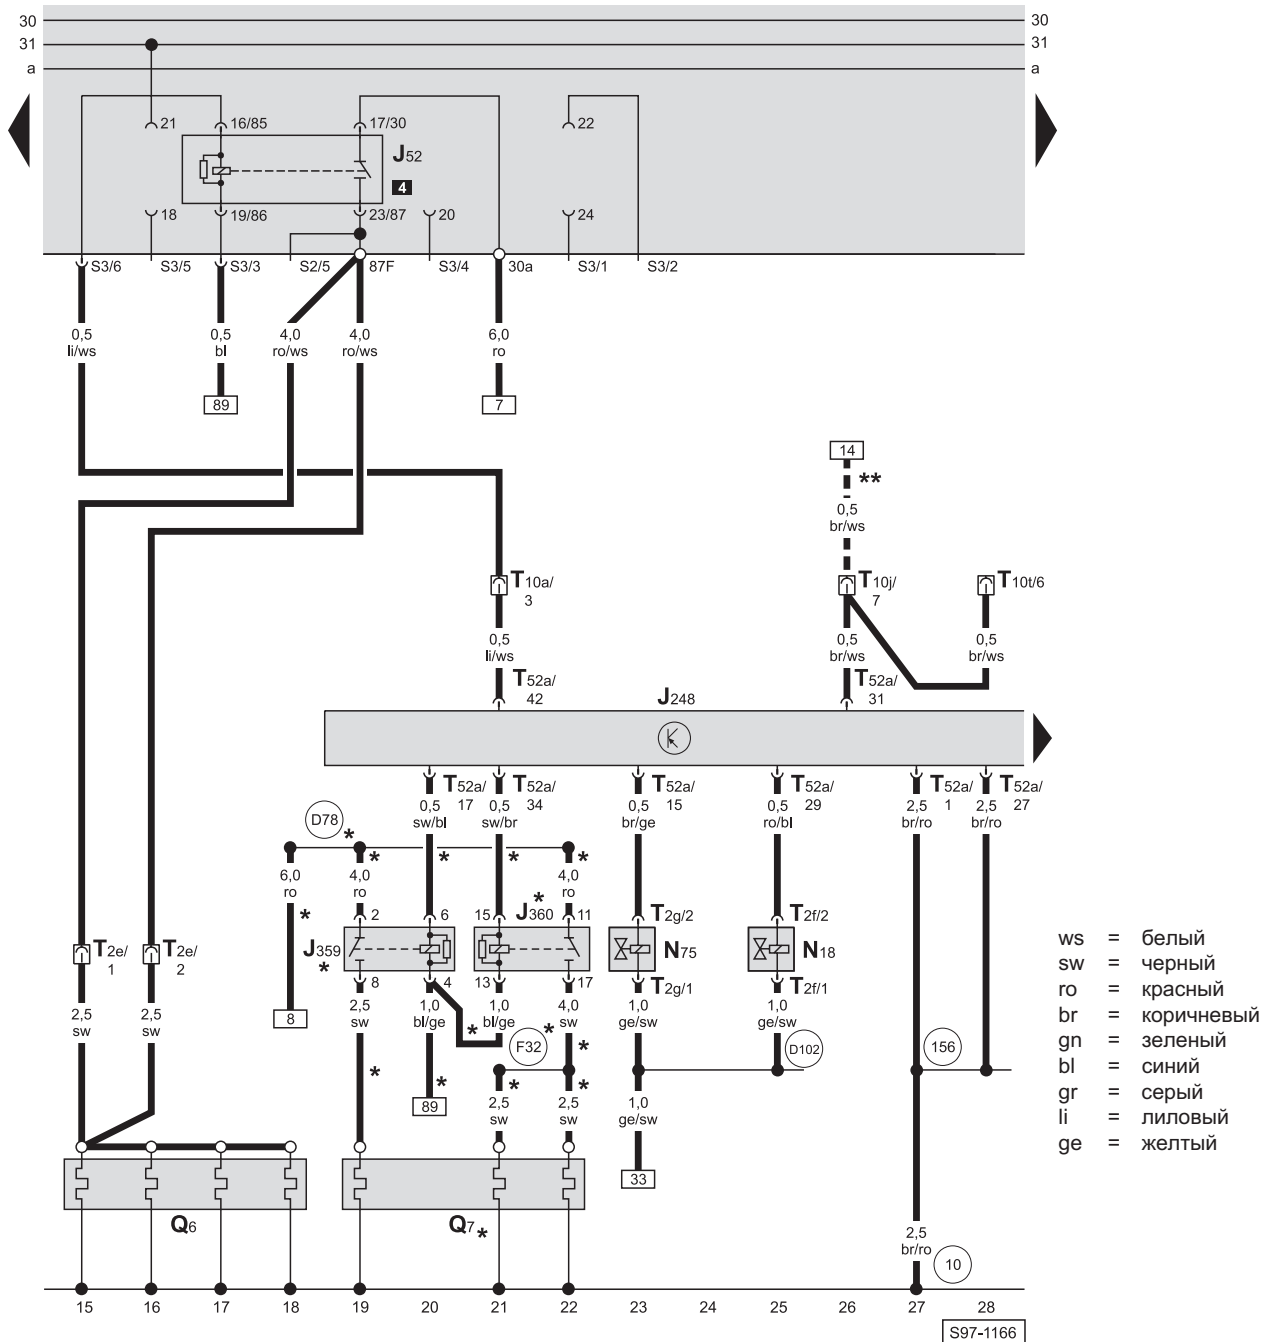 30 30
31 31
a a
21 16/85 17/30 22
J52
4
18 19/86 23/87 20 24
S3/6 S3/5 S3/3 S2/5 87F S3/4 30a S3/1 S3/2
0,5 0,5 4,0 4,0 6,0
li/ws bl ro/ws ro/ws ro
89 7
14
**
0,5
br/ws
T10a/ T10j/ T10t/6
3 7
0,5 0,5 0,5
li/ws br/ws br/ws
T52a/ T52a/
42 31
J248
T52a/ T52a/ T52a/ T52a/ T52a/ T52a/
17 34 15 29 1 27
0,5 0,5 0,5 0,5 2,5 2,5
sw/bl sw/br br/ge ro/bl br/ro br/ro
D78 *
* * * *
6,0 4,0 4,0
ro ro ro
*
2 6 15 J360 * 11 T2g/2 T2f/2
J359 * N75 N18
8 4 13 17 T2g/1 T2f/1
T2e/ T2e/
1 2
8
2,5 1,0 1,0 4,0 1,0 1,0
sw bl/ge bl/ge sw ge/sw ge/sw
2,5 2,5
sw sw
* F32 * *
D102 156
* * * *
89
2,5 2,5 1,0
sw sw ge/sw
33
Q6 Q7 *
2,5
br/ro
10
15 16 17 18 19 20 21 22 23 24 25 26 27 28
S97-1166
ws = белый
sw = черный
ro = красный
br = коричневый
gn = зеленый
bl = синий
gr = серый
li = лиловый
ge = желтый